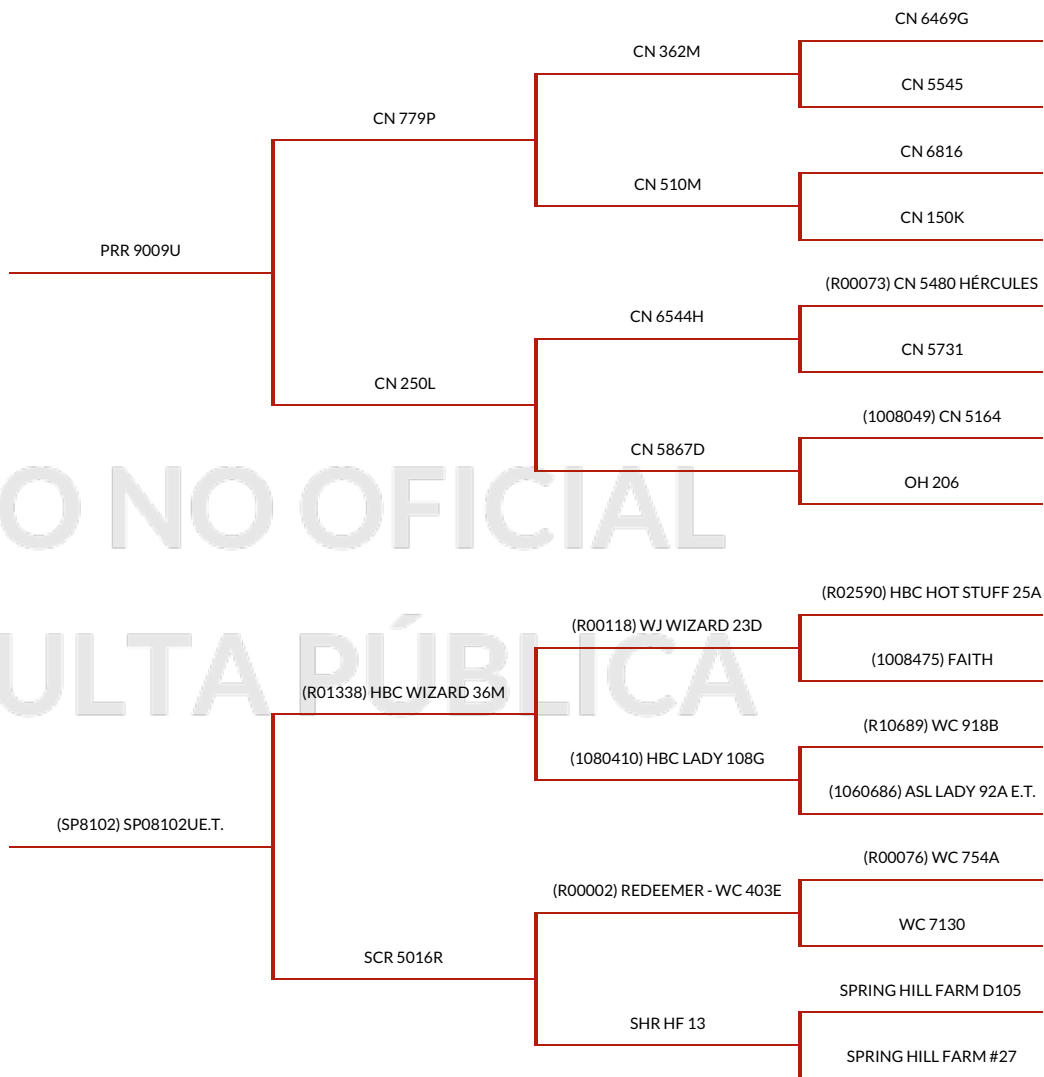 CN 6469G
CN 362M
CN 5545
CN 779P
CN 6816
CN 510M
CN 150K
PRR 9009U
(R00073) CN 5480 HÉRCULES
CN 6544H
CN 5731
CN 250L
(1008049) CN 5164
CN 5867D
OH 206
O NO OFICIAL
(R02590) HBC HOT STUFF 25A
(R00118) WJ WIZARD 23D
(1008475) FAITH
ULTA PÚBLICA
(R01338) HBC WIZARD 36M
(R10689) WC 918B
(1080410) HBC LADY 108G
(1060686) ASL LADY 92A E.T.
(SP8102) SP08102UE.T.
(R00076) WC 754A
(R00002) REDEEMER - WC 403E
WC 7130
SCR 5016R
SPRING HILL FARM D105
SHR HF 13
SPRING HILL FARM #27